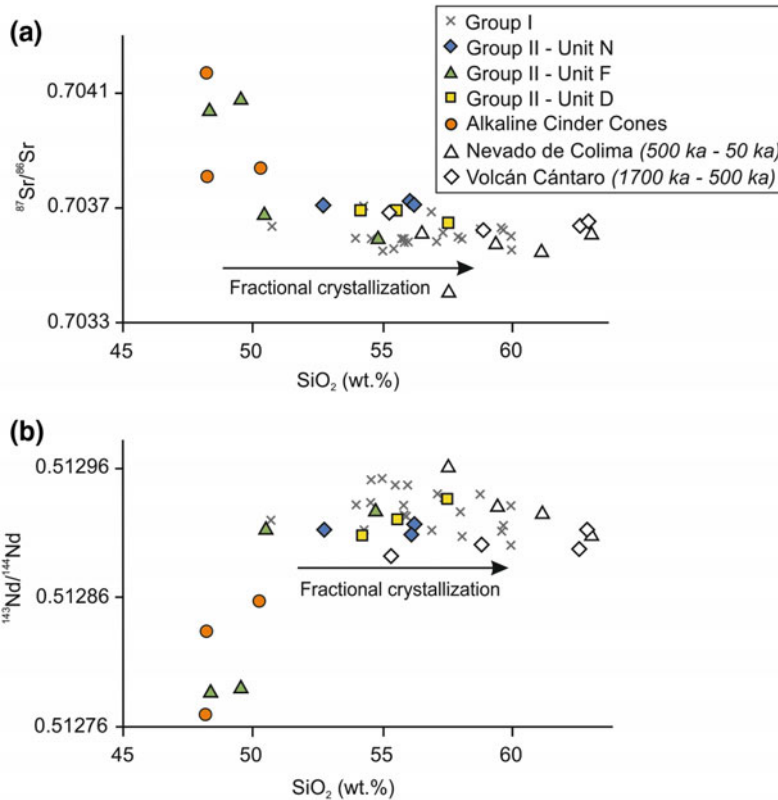 (a)
Group I
Group II - Unit N
Group II - Unit F
Group II - Unit D
Alkaline Cinder Cones
Nevado de Colima (500 ka - 50 ka)
Volcán Cántaro (1700 ka - 500 ka)
0.7041
0.7037
0.7033
⁸⁷Sr/⁸⁶Sr
Fractional crystallization
45 50 55 60
SiO₂ (wt.%)
(b)
0.51296
0.51286
0.51276
¹⁴³Nd/¹⁴⁴Nd
Fractional crystallization
45 50 55 60
SiO₂ (wt.%)